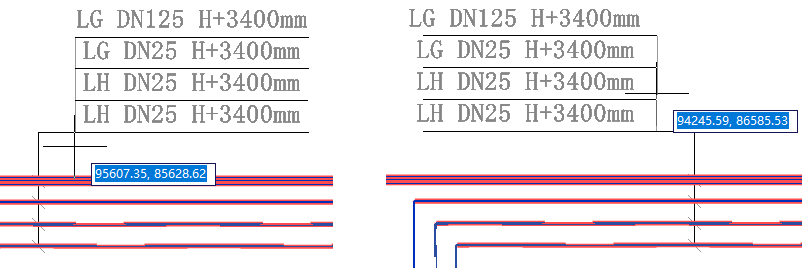 LG DN125 H+3400mm
LG DN25 H+3400mm
LH DN25 H+3400mm
LH DN25 H+3400mm
95607.35, 85628.62
LG DN125 H+3400mm
LG DN25 H+3400mm
LH DN25 H+3400mm
LH DN25 H+3400mm
94245.59, 86585.53